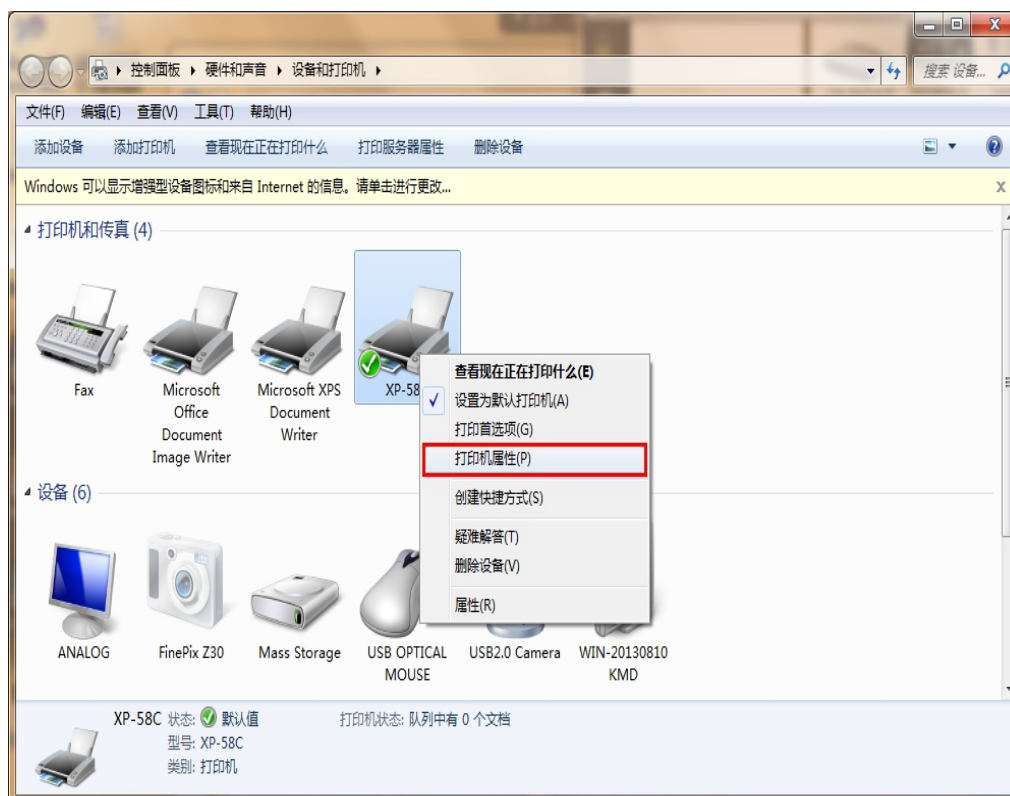 控制面板 硬件和声音 设备和打印机
搜索 设备...
文件(F) 编辑(E) 查看(V) 工具(T) 帮助(H)
添加设备 添加打印机 查看现在正在打印什么 打印服务器属性 删除设备
Windows 可以显示增强型设备图标和来自 Internet 的信息。请单击进行更改... x
打印机和传真 (4)
Fax
Microsoft
Office
Document
Image Writer
Microsoft XPS
Document
Writer
XP-58
查看现在正在打印什么(E)
设置为默认打印机(A)
打印首选项(G)
打印机属性(P)
创建快捷方式(S)
疑难解答(T)
删除设备(V)
属性(R)
设备 (6)
ANALOG
FinePix Z30
Mass Storage
USB OPTICAL
MOUSE
USB2.0 Camera
WIN-20130810
KMD
XP-58C 状态: 默认值 打印机状态: 队列中有 0 个文档
型号: XP-58C
类别: 打印机